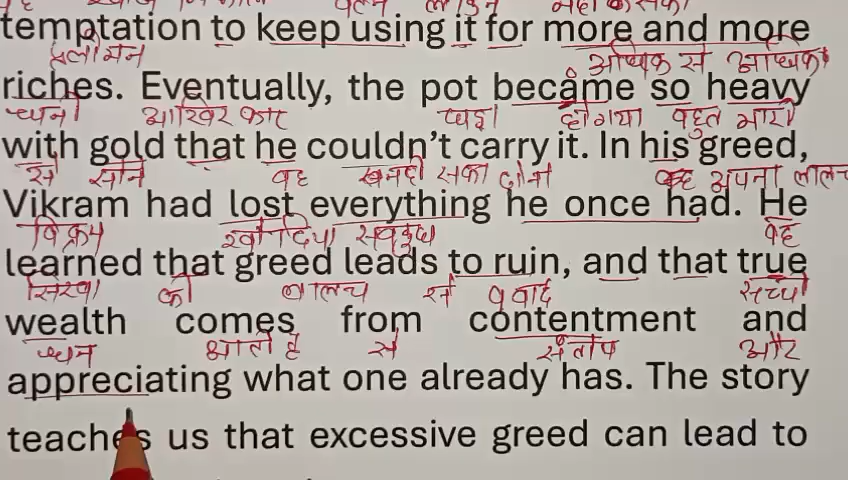 temptation to keep using it for more and more
प्रलोभन अधिक से अधिक
riches. Eventually, the pot became so heavy
धनी आखिरकार घड़ा हो गया बहुत भारी
with gold that he couldn't carry it. In his greed,
से सोने वह सका ढोना वह अपना लालच
Vikram had lost everything he once had. He
विक्रम खो दिया सबकुछ वह
learned that greed leads to ruin, and that true
सिखा की लालच से बर्बाद सच्चा
wealth comes from contentment and
धन आता है से संतोष और
appreciating what one already has. The story
teaches us that excessive greed can lead to